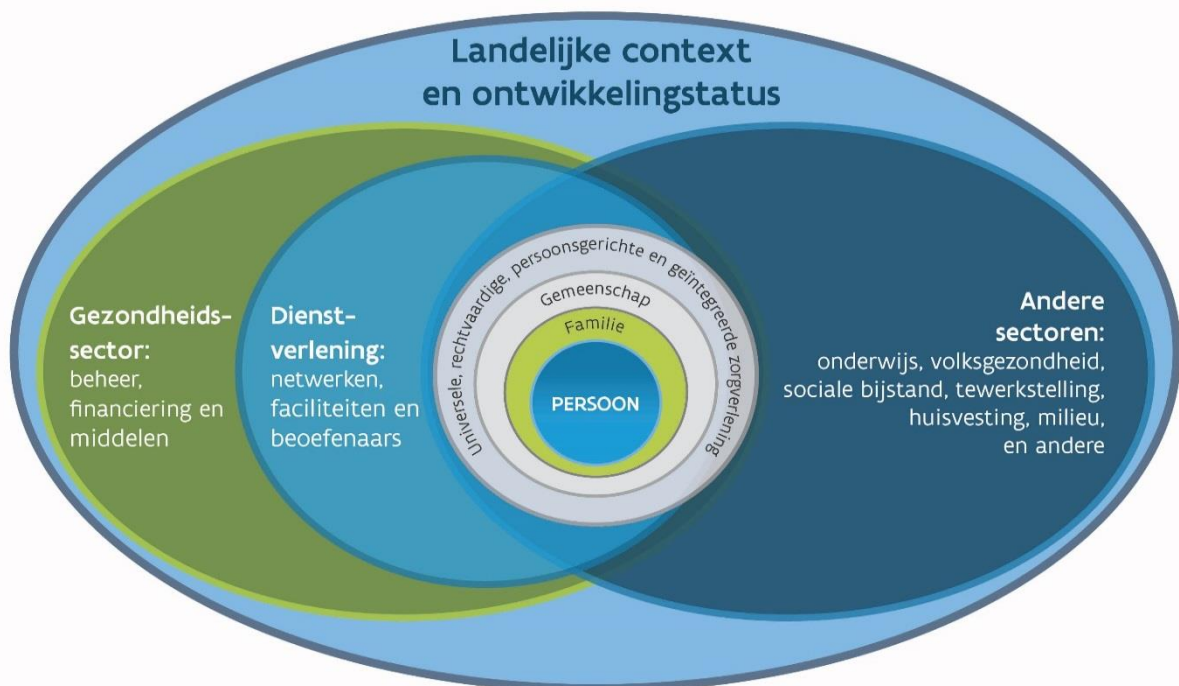 Landelijke context
en ontwikkelingstatus
Gezondheids-
sector:
beheer,
financiering en
middelen
Dienst-
verlening:
netwerken,
faciliteiten en
beoefenaars
Universele, rechtvaardige, persoonsgerichte en geïntegreerde zorgverlening
Gemeenschap
Familie
PERSOON
Andere
sectoren:
onderwijs, volksgezondheid,
sociale bijstand, tewerkstelling,
huisvesting, milieu,
en andere